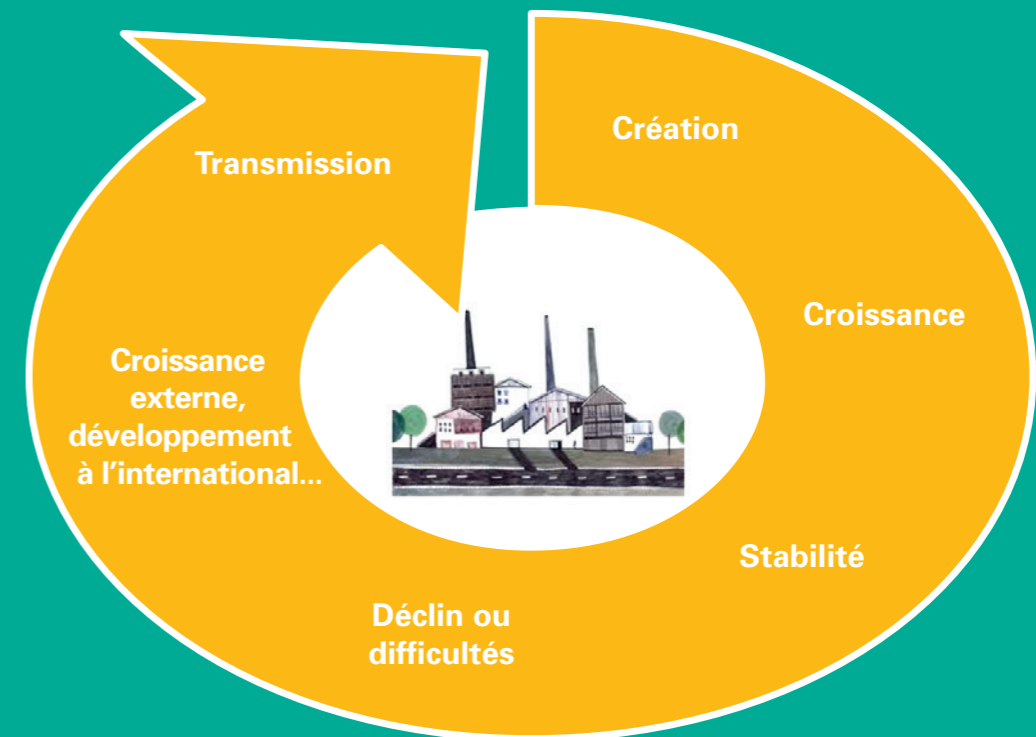 Création
Croissance
Stabilité
Déclin ou
difficultés
Croissance
externe,
développement
à l’international...
Transmission